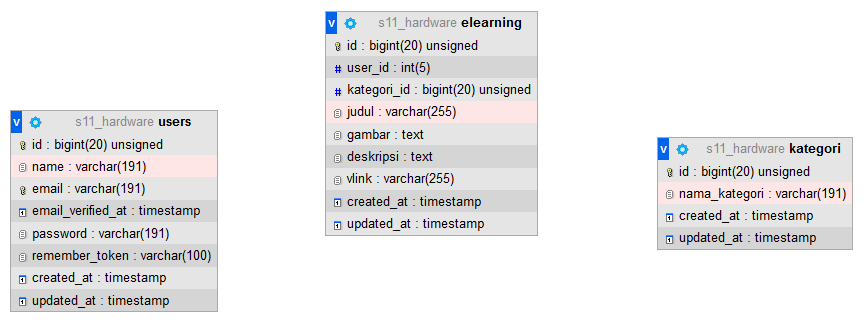 v s11_hardware users
id : bigint(20) unsigned
name : varchar(191)
email : varchar(191)
email_verified_at : timestamp
password : varchar(191)
remember_token : varchar(100)
created_at : timestamp
updated_at : timestamp
v s11_hardware elearning
id : bigint(20) unsigned
# user_id : int(5)
# kategori_id : bigint(20) unsigned
judul : varchar(255)
gambar : text
deskripsi : text
vlink : varchar(255)
created_at : timestamp
updated_at : timestamp
v s11_hardware kategori
id : bigint(20) unsigned
nama_kategori : varchar(191)
created_at : timestamp
updated_at : timestamp